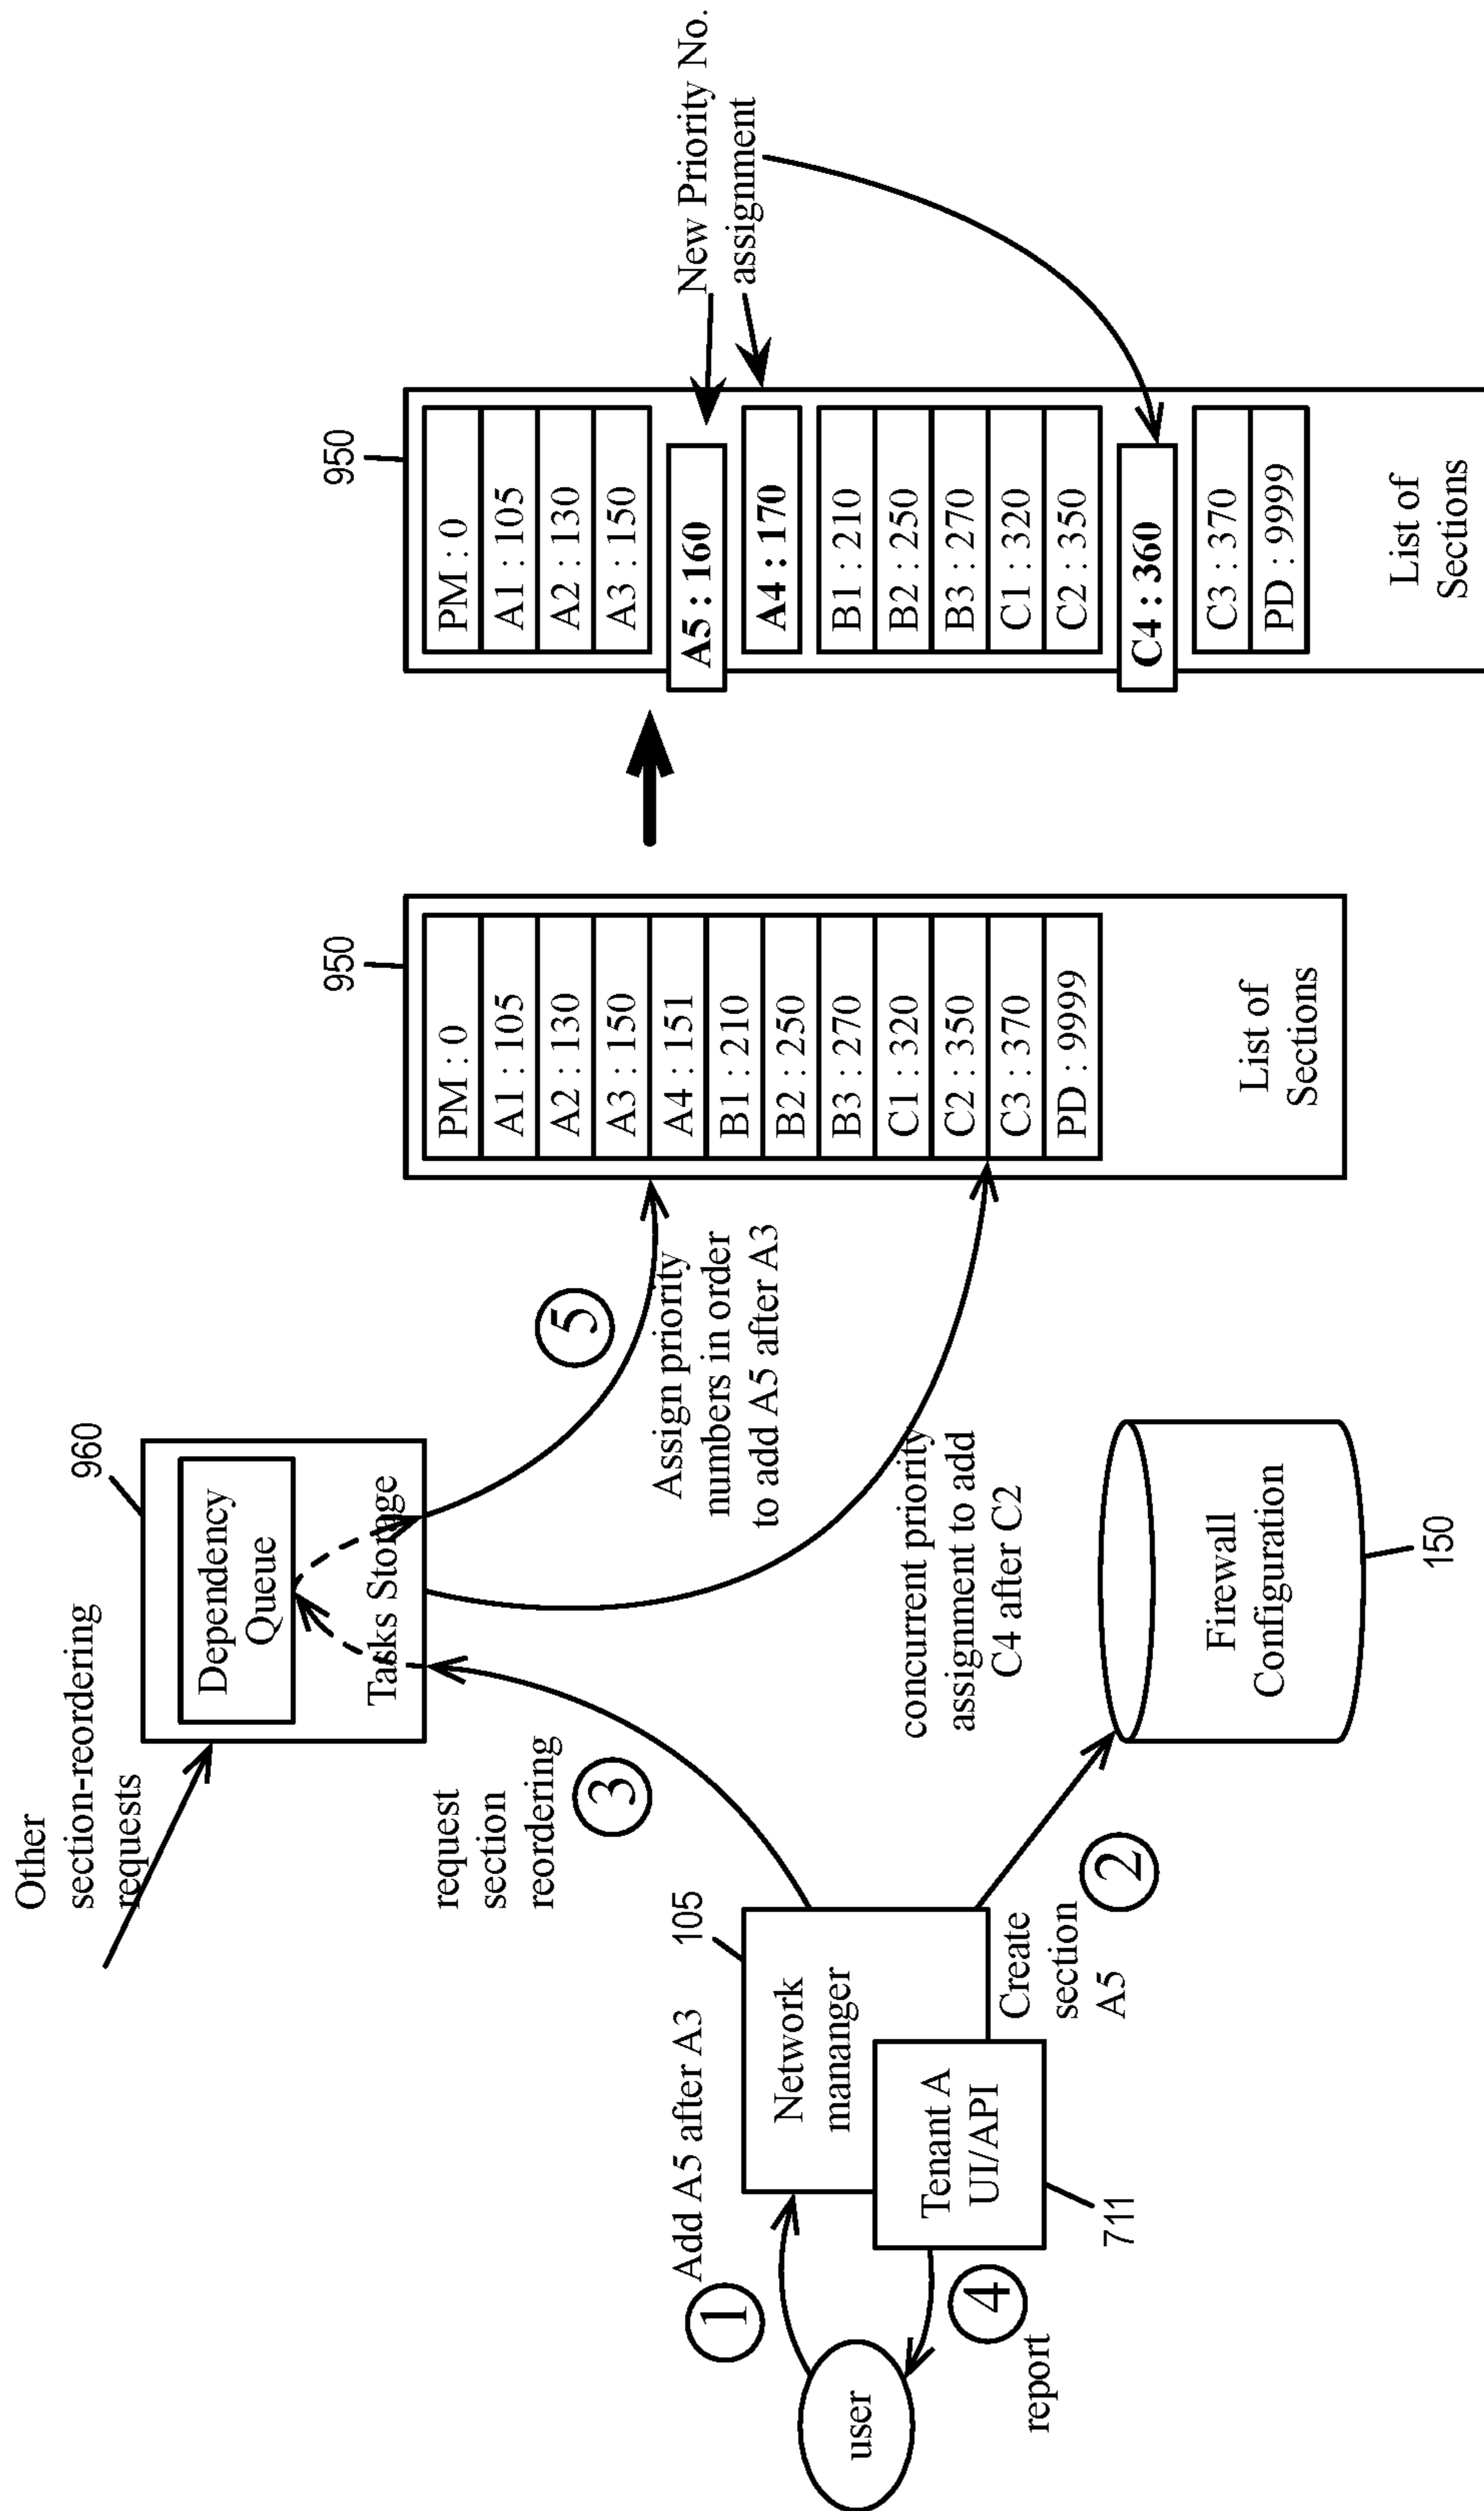 Other
section-reordering
requests
960
Dependency
Queue
Tasks Storage
request
section
reordering
3
5
Assign priority
numbers in order
to add A5 after A3
concurrent priority
assignment to add
C4 after C2
1
Add A5 after A3
105
Network
mananger
Tenant A
UI/API
711
user
4
report
Create
section
A5
2
Firewall
Configuration
150
950
PM : 0
A1 : 105
A2 : 130
A3 : 150
A4 : 151
B1 : 210
B2 : 250
B3 : 270
C1 : 320
C2 : 350
C3 : 370
PD : 9999
List of
Sections
950
PM : 0
A1 : 105
A2 : 130
A3 : 150
A5 : 160
A4 : 170
B1 : 210
B2 : 250
B3 : 270
C1 : 320
C2 : 350
C4 : 360
C3 : 370
PD : 9999
List of
Sections
New Priority No.
assignment